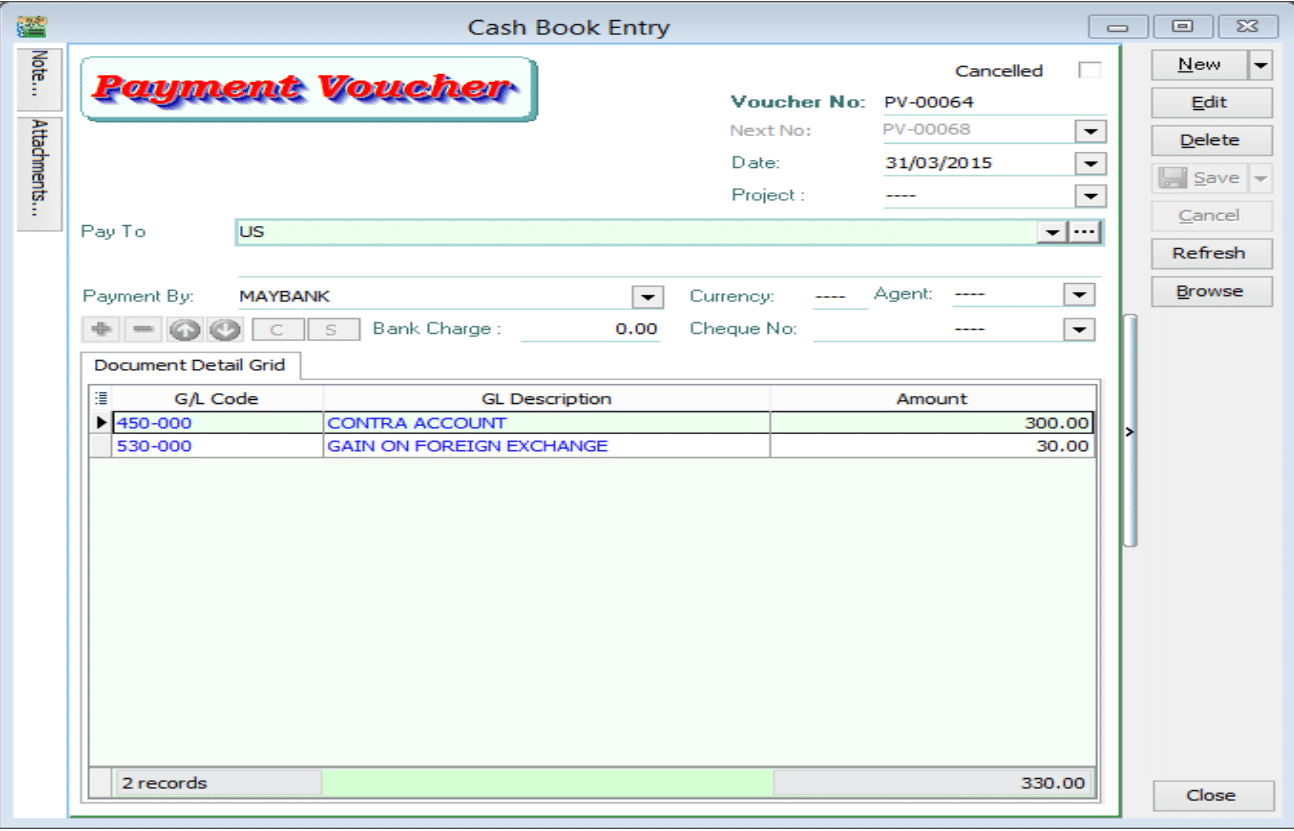 Cash Book Entry
Note...
Attachments...
Payment Voucher
Cancelled
Voucher No: PV-00064
Next No: PV-00068
Date: 31/03/2015
Project : ----
Pay To US
Payment By: MAYBANK Currency: ---- Agent: ----
C S Bank Charge : 0.00 Cheque No: ----
Document Detail Grid
G/L Code GL Description Amount
450-000 CONTRA ACCOUNT 300.00
530-000 GAIN ON FOREIGN EXCHANGE 30.00
2 records 330.00
New
Edit
Delete
Save
Cancel
Refresh
Browse
Close